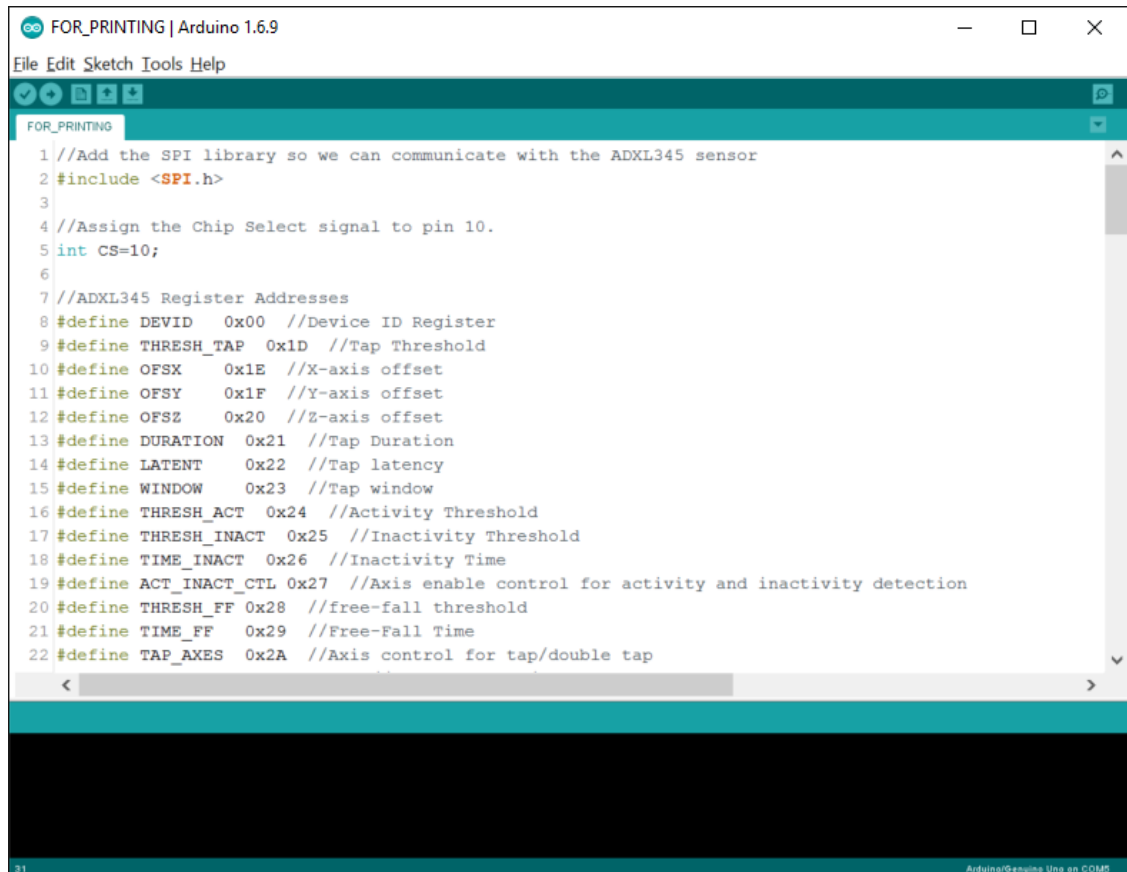 FOR_PRINTING | Arduino 1.6.9
File Edit Sketch Tools Help
FOR_PRINTING
1 //Add the SPI library so we can communicate with the ADXL345 sensor
2 #include <SPI.h>
3
4 //Assign the Chip Select signal to pin 10.
5 int CS=10;
6
7 //ADXL345 Register Addresses
8 #define DEVID   0x00  //Device ID Register
9 #define THRESH_TAP  0x1D  //Tap Threshold
10 #define OFSX    0x1E  //X-axis offset
11 #define OFSY    0x1F  //Y-axis offset
12 #define OFSZ    0x20  //Z-axis offset
13 #define DURATION  0x21  //Tap Duration
14 #define LATENT    0x22  //Tap latency
15 #define WINDOW    0x23  //Tap window
16 #define THRESH_ACT  0x24  //Activity Threshold
17 #define THRESH_INACT  0x25  //Inactivity Threshold
18 #define TIME_INACT  0x26  //Inactivity Time
19 #define ACT_INACT_CTL 0x27  //Axis enable control for activity and inactivity detection
20 #define THRESH_FF 0x28  //free-fall threshold
21 #define TIME_FF   0x29  //Free-Fall Time
22 #define TAP_AXES  0x2A  //Axis control for tap/double tap
31 Arduino/Genuino Uno on COM5